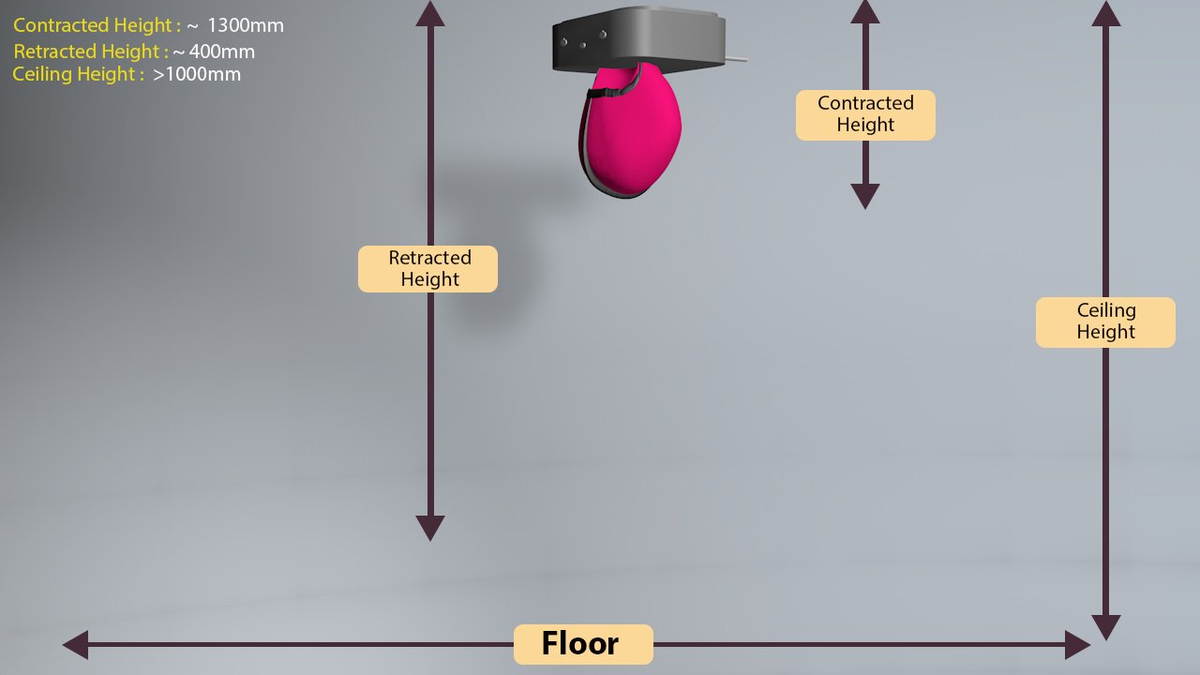 Contracted Height : ~ 1300mm
Retracted Height : ~ 400mm
Ceiling Height : >1000mm
Contracted
Height
Retracted
Height
Ceiling
Height
Floor